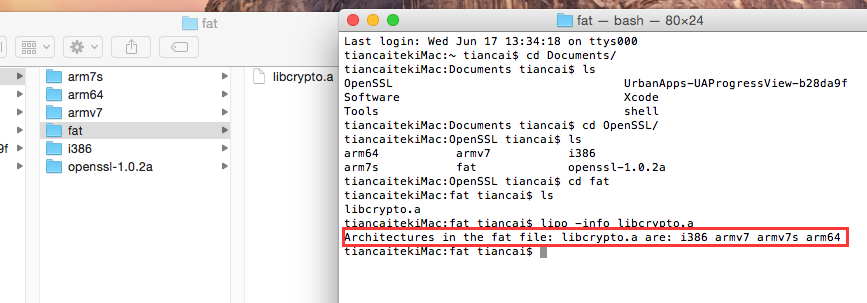 fat
arm7s
arm64
armv7
fat
9f
i386
openssl-1.0.2a
libcrypto.a
fat — bash — 80×24
Last login: Wed Jun 17 13:34:18 on ttys000
tiancaitekiMac:~ tiancai$ cd Documents/
tiancaitekiMac:Documents tiancai$ ls
OpenSSL UrbanApps-UAProgressView-b28da9f
Software Xcode
Tools shell
tiancaitekiMac:Documents tiancai$ cd OpenSSL/
tiancaitekiMac:OpenSSL tiancai$ ls
arm64 armv7 i386
arm7s fat openssl-1.0.2a
tiancaitekiMac:OpenSSL tiancai$ cd fat
tiancaitekiMac:fat tiancai$ ls
libcrypto.a
tiancaitekiMac:fat tiancai$ lipo -info libcrypto.a
Architectures in the fat file: libcrypto.a are: i386 armv7 armv7s arm64
tiancaitekiMac:fat tiancai$